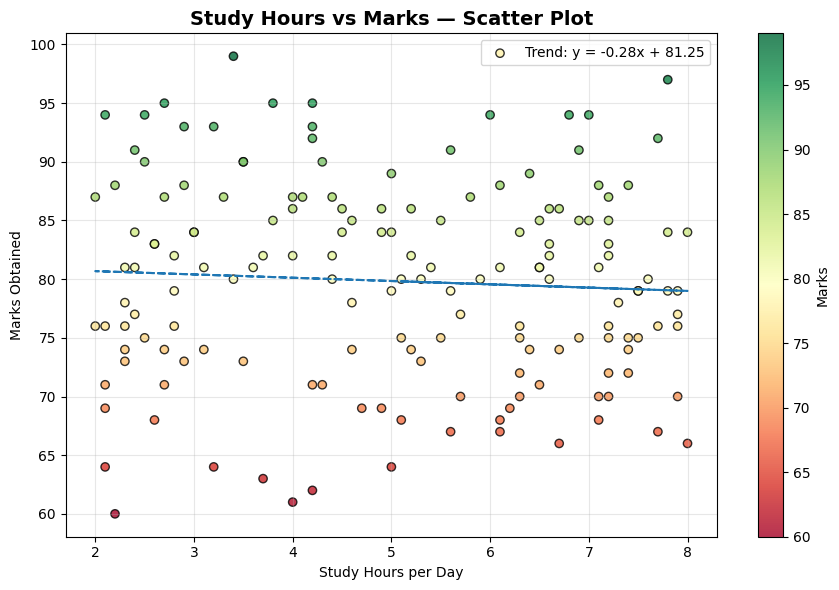 Study Hours vs Marks — Scatter Plot
Trend: y = -0.28x + 81.25
Marks Obtained
100
95
90
85
80
75
70
65
60
2 3 4 5 6 7 8
Study Hours per Day
95
90
85
80
75
70
65
60
Marks